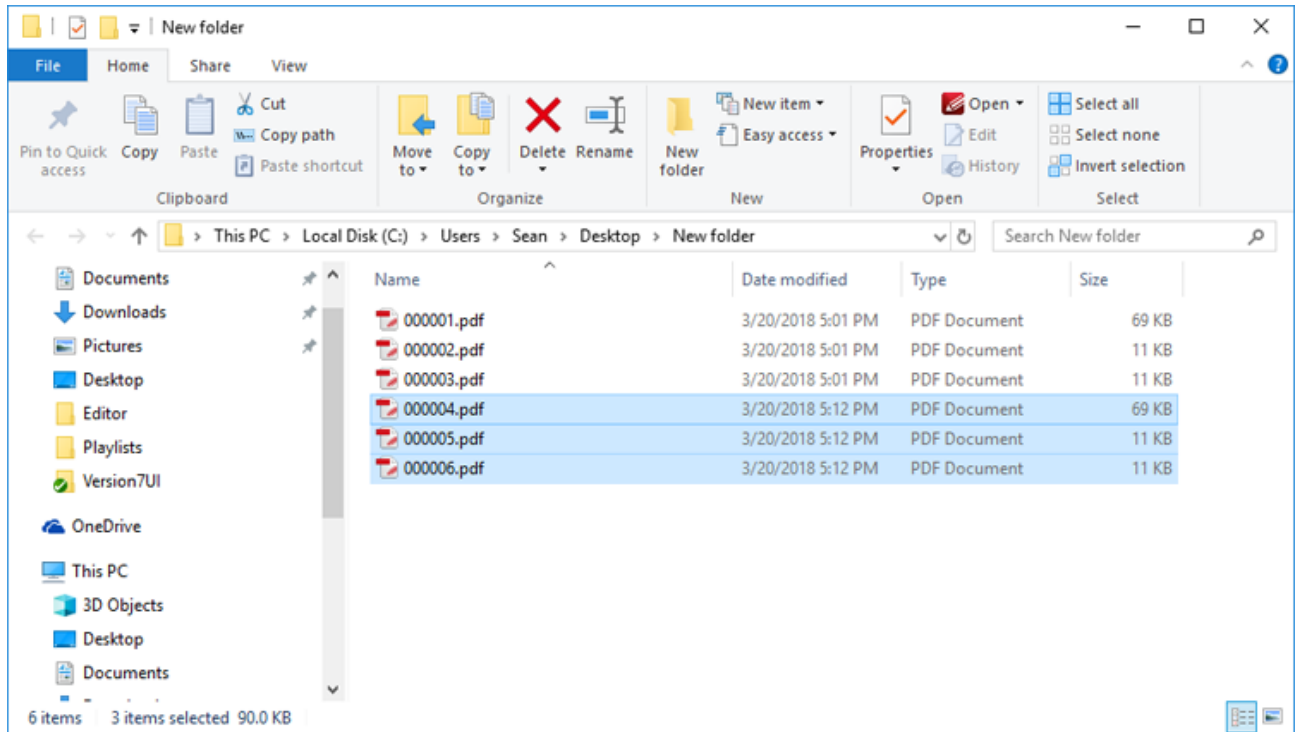 New folder
File Home Share View
Pin to Quick access
Copy
Paste
Cut
Copy path
Paste shortcut
Clipboard
Move to
Copy to
Delete
Rename
Organize
New folder
New item
Easy access
New
Properties
Open
Edit
History
Open
Select all
Select none
Invert selection
Select
This PC > Local Disk (C:) > Users > Sean > Desktop > New folder
Search New folder
Documents
Downloads
Pictures
Desktop
Editor
Playlists
Version7UI
OneDrive
This PC
3D Objects
Desktop
Documents
Name Date modified Type Size
000001.pdf 3/20/2018 5:01 PM PDF Document 69 KB
000002.pdf 3/20/2018 5:01 PM PDF Document 11 KB
000003.pdf 3/20/2018 5:01 PM PDF Document 11 KB
000004.pdf 3/20/2018 5:12 PM PDF Document 69 KB
000005.pdf 3/20/2018 5:12 PM PDF Document 11 KB
000006.pdf 3/20/2018 5:12 PM PDF Document 11 KB
6 items 3 items selected 90.0 KB